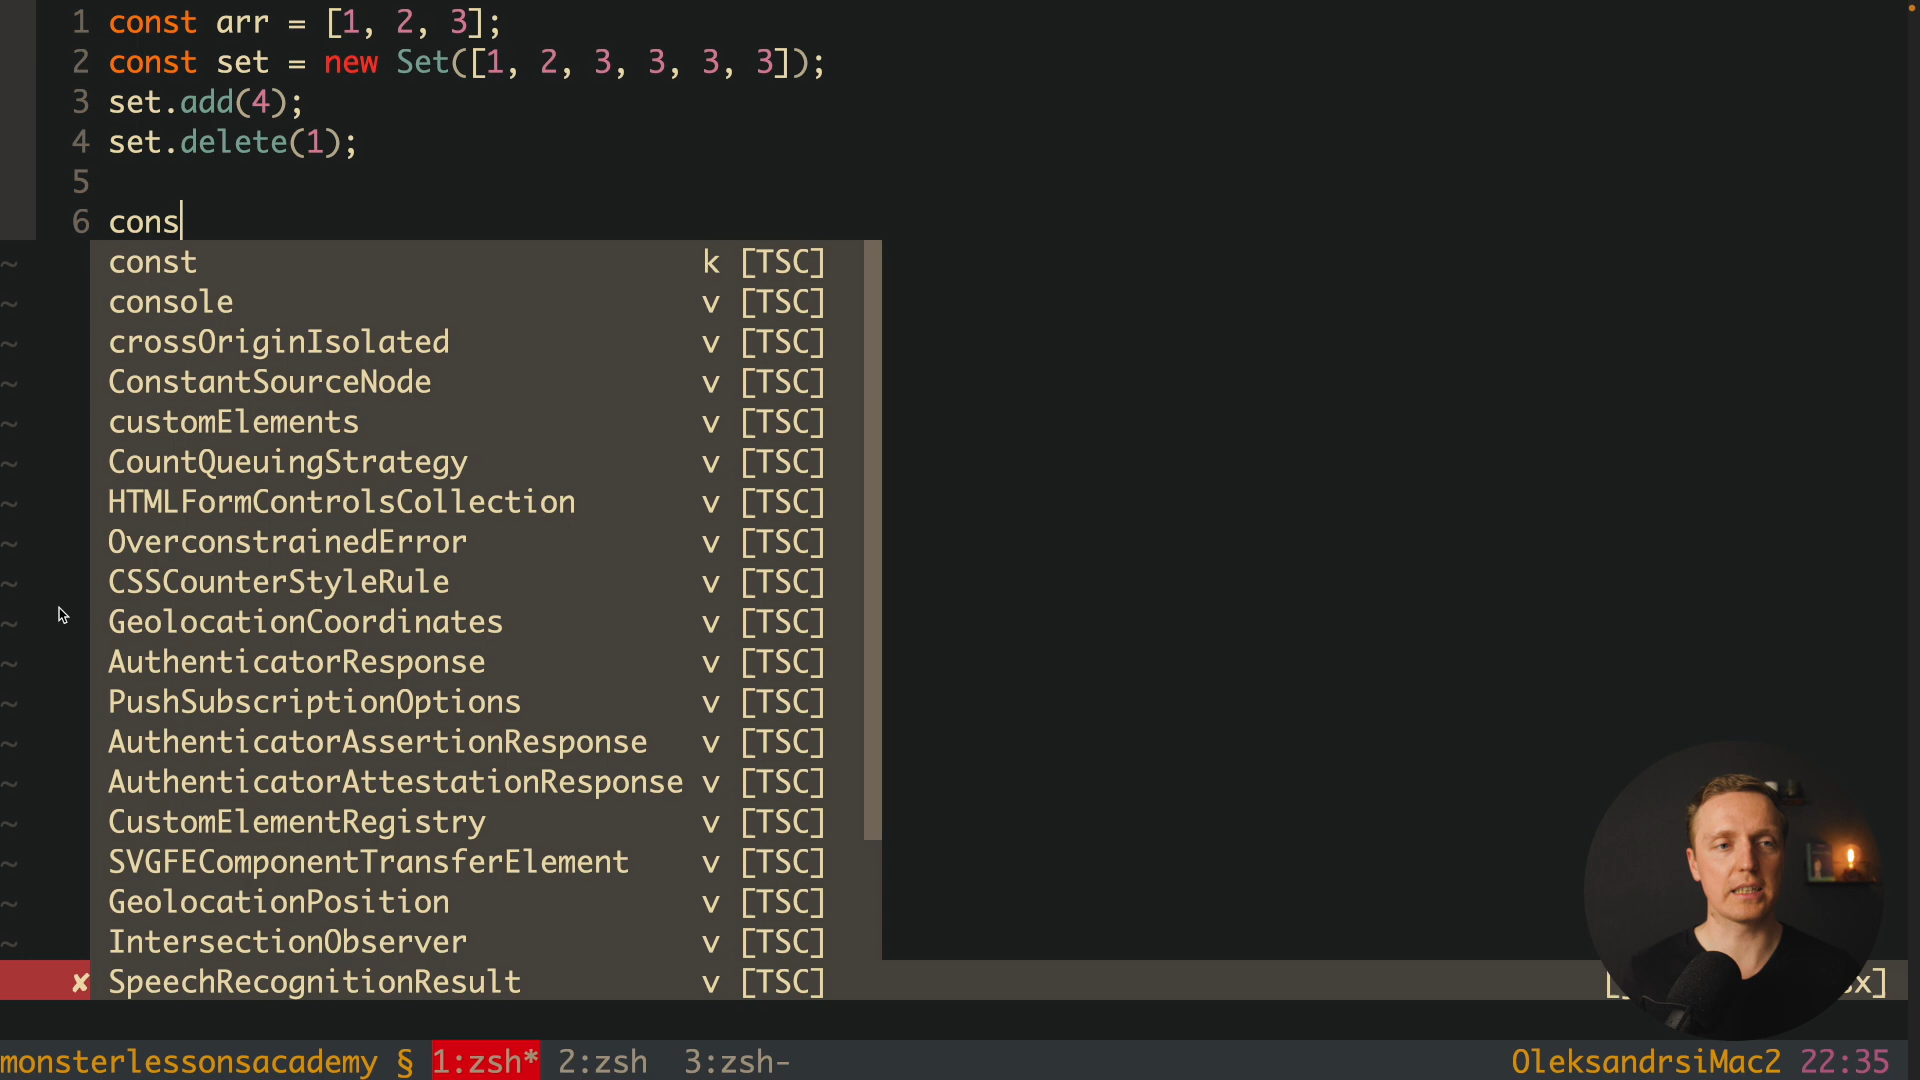 1 const arr = [1, 2, 3];
2 const set = new Set([1, 2, 3, 3, 3, 3]);
3 set.add(4);
4 set.delete(1);
5
6 cons
~ const k [TSC]
~ console v [TSC]
~ crossOriginIsolated v [TSC]
~ ConstantSourceNode v [TSC]
~ customElements v [TSC]
~ CountQueuingStrategy v [TSC]
~ HTMLFormControlsCollection v [TSC]
~ OverconstrainedError v [TSC]
~ CSSCounterStyleRule v [TSC]
~ GeolocationCoordinates v [TSC]
~ AuthenticatorResponse v [TSC]
~ PushSubscriptionOptions v [TSC]
~ AuthenticatorAssertionResponse v [TSC]
~ AuthenticatorAttestationResponse v [TSC]
~ CustomElementRegistry v [TSC]
~ SVGFEComponentTransferElement v [TSC]
~ GeolocationPosition v [TSC]
~ IntersectionObserver v [TSC]
✘ SpeechRecognitionResult v [TSC]
monsterlessonsacademy § 1:zsh* 2:zsh 3:zsh- OleksandrsiMac2 22:35